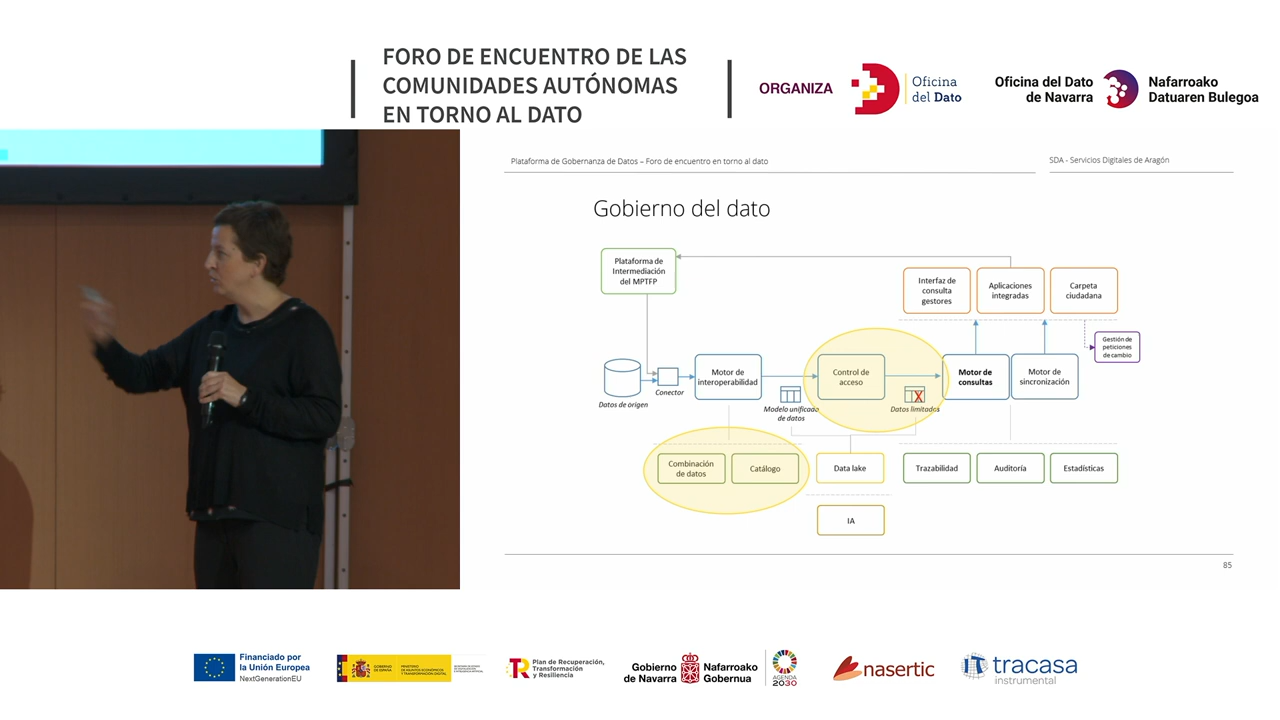 FORO DE ENCUENTRO DE LAS
COMUNIDADES AUTÓNOMAS
EN TORNO AL DATO
ORGANIZA
Oficina
del Dato
Oficina del Dato
de Navarra
Nafarroako
Datuaren Bulegoa
Plataforma de Gobernanza de Datos – Foro de encuentro en torno al dato
SDA - Servicios Digitales de Aragón
Gobierno del dato
Plataforma de
Intermediación
del MPTFP
Interfaz de
consulta
gestores
Aplicaciones
integradas
Carpeta
ciudadana
Gestión de
peticiones
de cambio
Datos de origen
Conector
Motor de
interoperabilidad
Modelo unificado
de datos
Control de
acceso
Datos limitados
Motor de
consultas
Motor de
sincronización
Combinación
de datos
Catálogo
Data lake
Trazabilidad
Auditoría
Estadísticas
IA
85
Financiado por
la Unión Europea
NextGenerationEU
GOBIERNO
DE ESPAÑA
MINISTERIO
DE ASUNTOS ECONÓMICOS
Y TRANSFORMACIÓN DIGITAL
Plan de Recuperación,
Transformación
y Resiliencia
Gobierno
de Navarra
Nafarroako
Gobernua
AGENDA
2030
nasertic
tracasa
instrumental